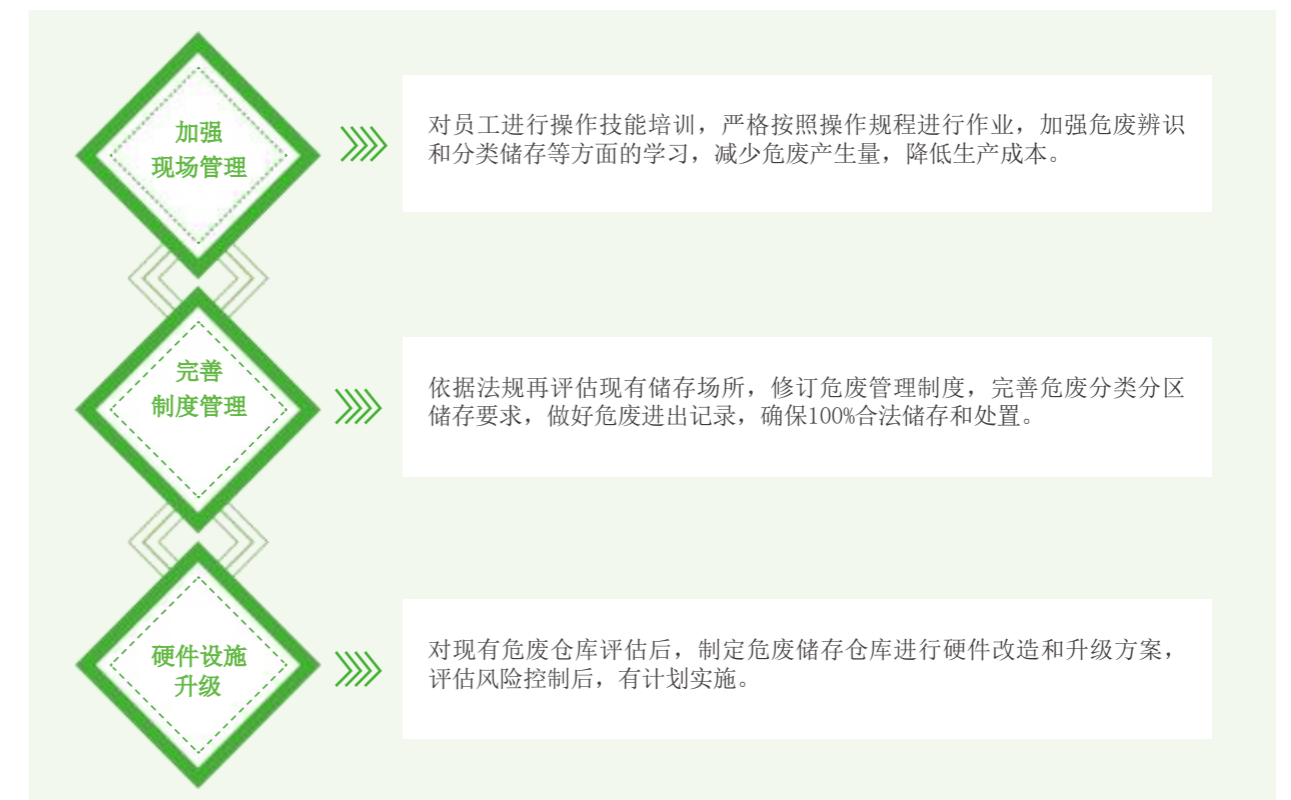 加强
现场管理
对员工进行操作技能培训，严格按照操作规程进行作业，加强危废辨识
和分类储存等方面的学习，减少危废产生量，降低生产成本。
完善
制度管理
依据法规再评估现有储存场所，修订危废管理制度，完善危废分类分区
储存要求，做好危废进出记录，确保100%合法储存和处置。
硬件设施
升级
对现有危废仓库评估后，制定危废储存仓库进行硬件改造和升级方案，
评估风险控制后，有计划实施。